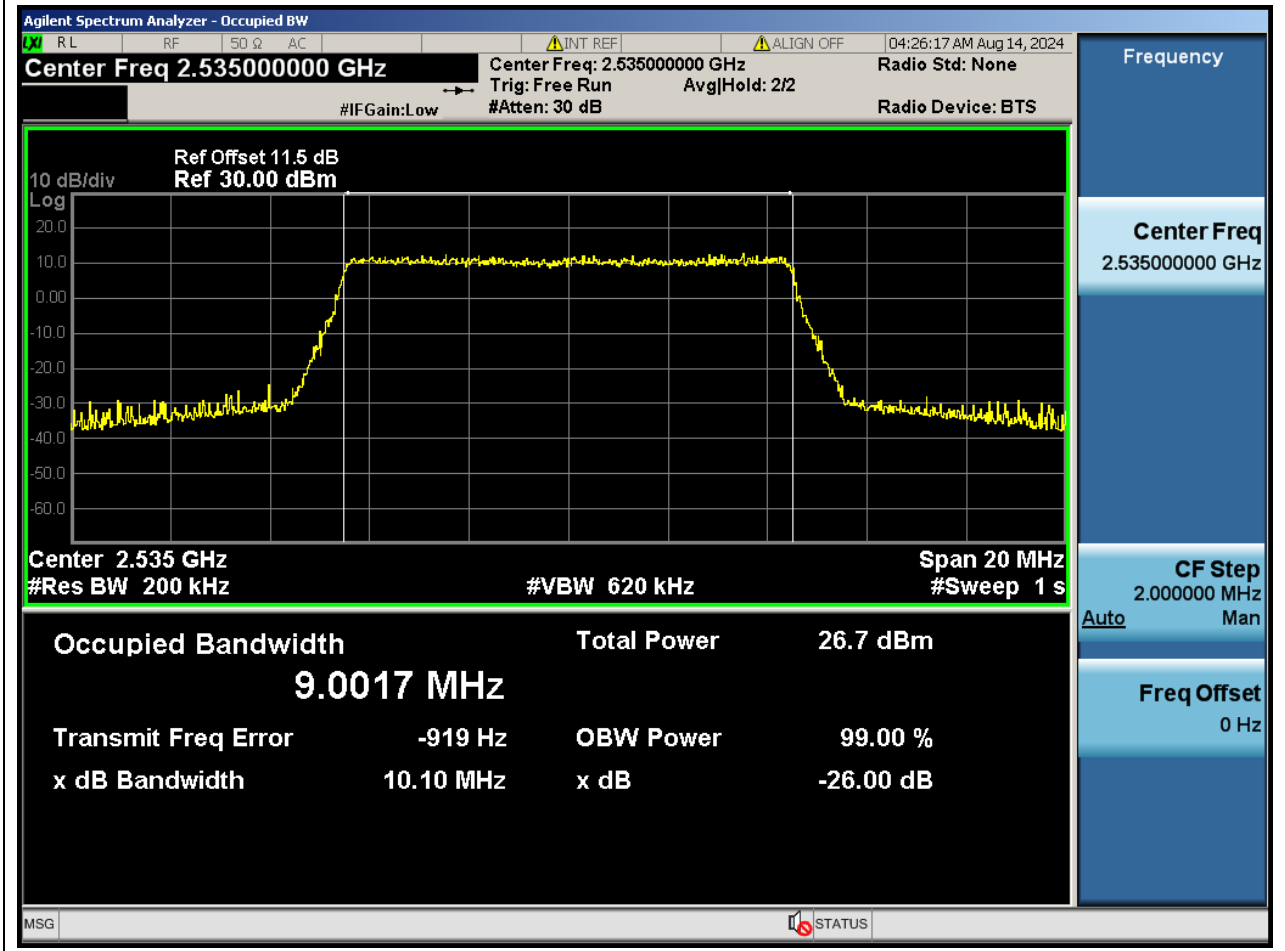 Agilent Spectrum Analyzer - Occupied BW
LXI RL RF 50 Ω AC INT REF ALIGN OFF 04:26:17 AM Aug 14, 2024
Center Freq 2.535000000 GHz
Center Freq: 2.535000000 GHz
Radio Std: None
Trig: Free Run Avg|Hold: 2/2
#IFGain:Low
#Atten: 30 dB
Radio Device: BTS
Ref Offset 11.5 dB
10 dB/div Ref 30.00 dBm
Log
20.0
10.0
0.00
-10.0
-20.0
-30.0
-40.0
-50.0
-60.0
Center 2.535 GHz Span 20 MHz
#Res BW 200 kHz #VBW 620 kHz #Sweep 1 s
Occupied Bandwidth Total Power 26.7 dBm
9.0017 MHz
Transmit Freq Error -919 Hz OBW Power 99.00 %
x dB Bandwidth 10.10 MHz x dB -26.00 dB
MSG STATUS
Frequency
Center Freq
2.535000000 GHz
CF Step
2.000000 MHz
Auto Man
Freq Offset
0 Hz